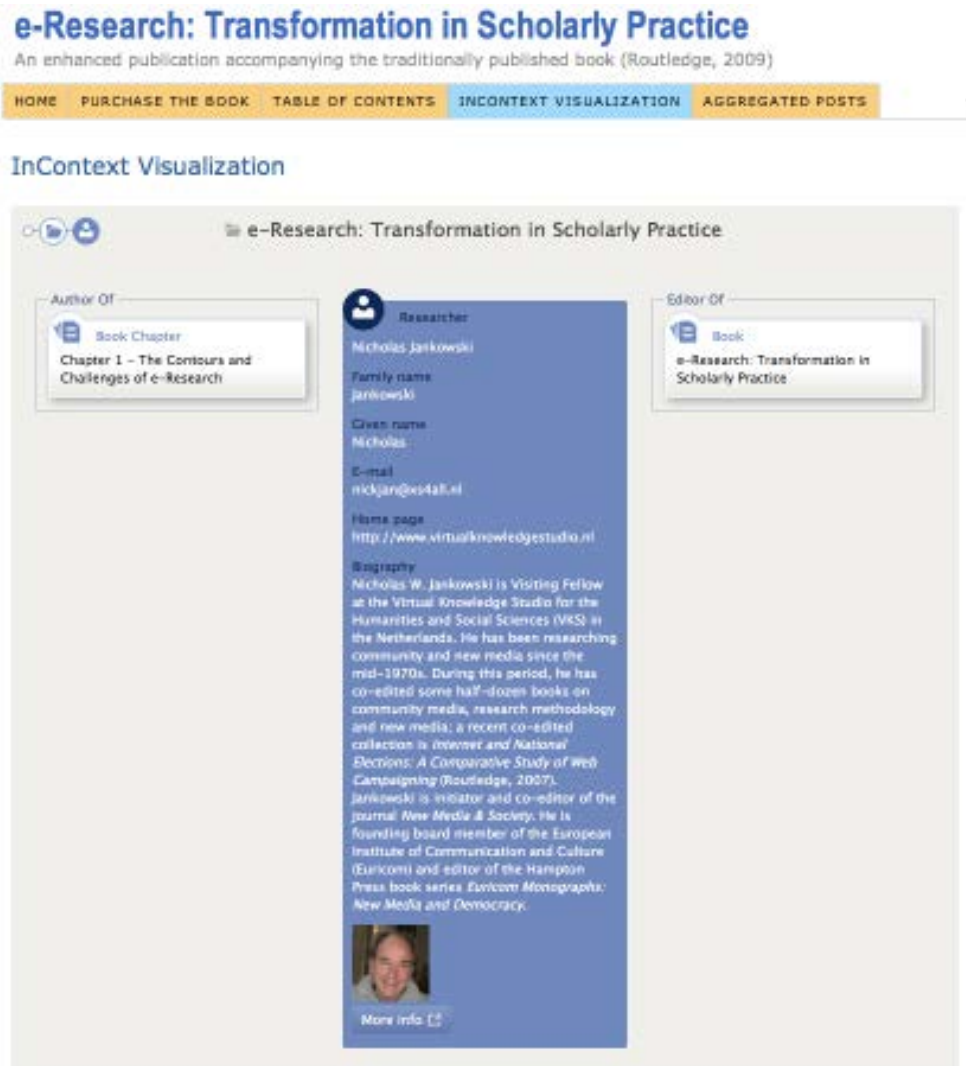 e-Research: Transformation in Scholarly Practice
An enhanced publication accompanying the traditionally published book (Routledge, 2009)
HOME PURCHASE THE BOOK TABLE OF CONTENTS INCONTEXT VISUALIZATION AGGREGATED POSTS
InContext Visualization
e-Research: Transformation in Scholarly Practice
Author Of
Book Chapter
Chapter 1 - The Contours and
Challenges of e-Research
Researcher
Nicholas Jankowski
Family name
Jankowski
Given name
Nicholas
E-mail
nickjan@xs4all.nl
Home page
http://www.virtualknowledgestudio.nl
Biography
Nicholas W. Jankowski is Visiting Fellow
at the Virtual Knowledge Studio for the
Humanities and Social Sciences (VKS) in
the Netherlands. He has been researching
community and new media since the
mid-1970s. During this period, he has
co-edited some half-dozen books on
community media, research methodology
and new media; a recent co-edited
collection is Internet and National
Elections: A Comparative Study of Web
Campaigning (Routledge, 2007).
Jankowski is initiator and co-editor of the
journal New Media & Society. He is
founding board member of the European
Institute of Communication and Culture
(Euricom) and editor of the Hampton
Press book series Euricom Monographs:
New Media and Democracy.
More info
Editor Of
Book
e-Research: Transformation in
Scholarly Practice